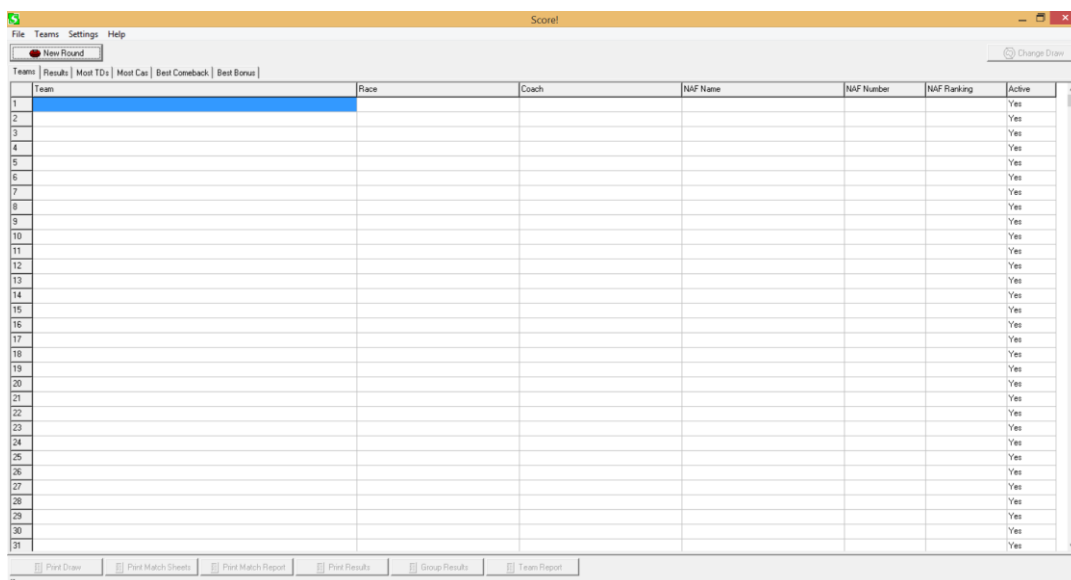 Score!
File Teams Settings Help
New Round Change Draw
Teams Results Most TDs Most Cas Best Comeback Best Bonus
Team Race Coach NAF Name NAF Number NAF Ranking Active
1 Yes
2 Yes
3 Yes
4 Yes
5 Yes
6 Yes
7 Yes
8 Yes
9 Yes
10 Yes
11 Yes
12 Yes
13 Yes
14 Yes
15 Yes
16 Yes
17 Yes
18 Yes
19 Yes
20 Yes
21 Yes
22 Yes
23 Yes
24 Yes
25 Yes
26 Yes
27 Yes
28 Yes
29 Yes
30 Yes
31 Yes
Print Draw Print Match Sheets Print Match Report Print Results Group Results Team Report